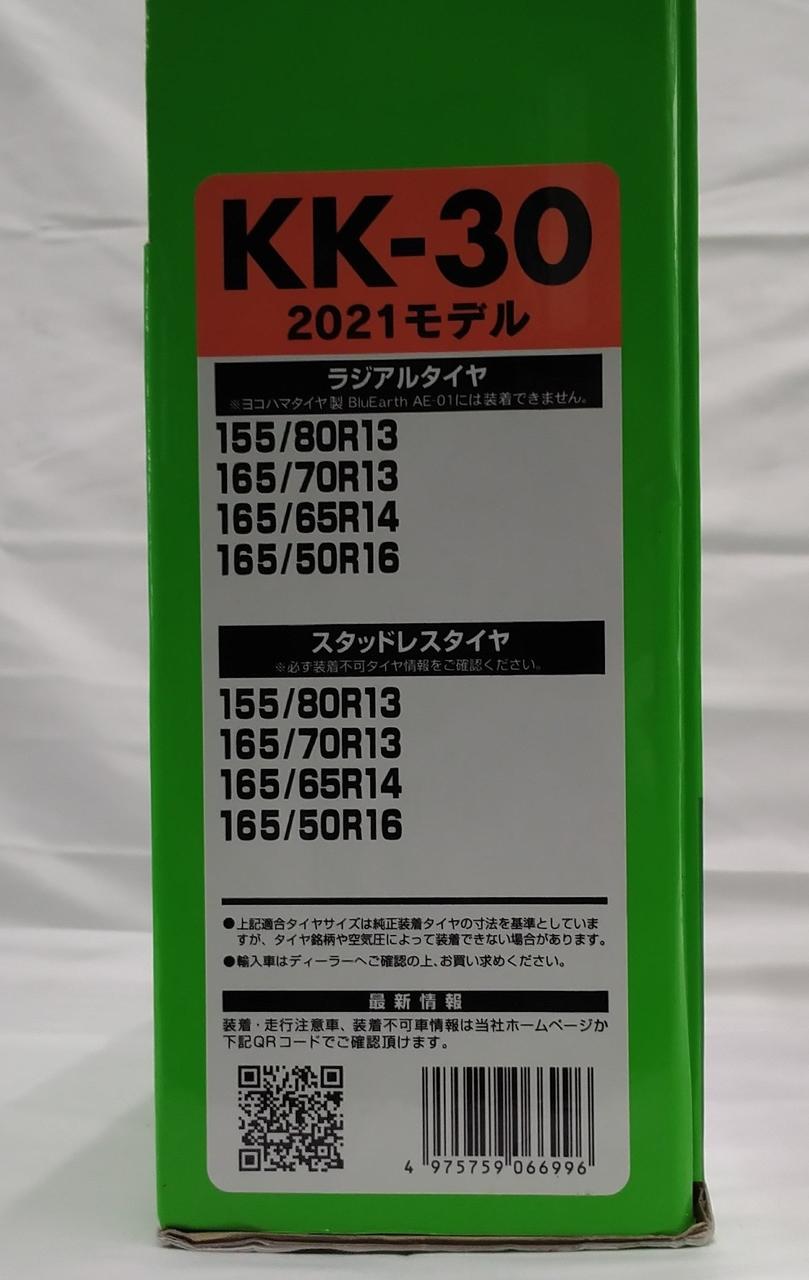 KK-30
2021モデル
ラジアルタイヤ
※ヨコハマタイヤ製 BluEarth AE-01には装着できません。
155/80R13
165/70R13
165/65R14
165/50R16
スタッドレスタイヤ
※必ず装着不可タイヤ情報をご確認ください。
155/80R13
165/70R13
165/65R14
165/50R16
●上記適合タイヤサイズは純正装着タイヤの寸法を基準としていま
すが、タイヤ銘柄や空気圧によって装着できない場合があります。
●輸入車はディーラーへご確認の上、お買い求めください。
最新情報
装着・走行注意車、装着不可車情報は当社ホームページか
下記QRコードでご確認頂けます。
4 975759 066996